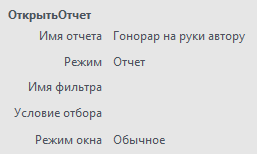 ОткрытьОтчет
Имя отчета Гонорар на руки автору
Режим Отчет
Имя фильтра
Условие отбора
Режим окна Обычное